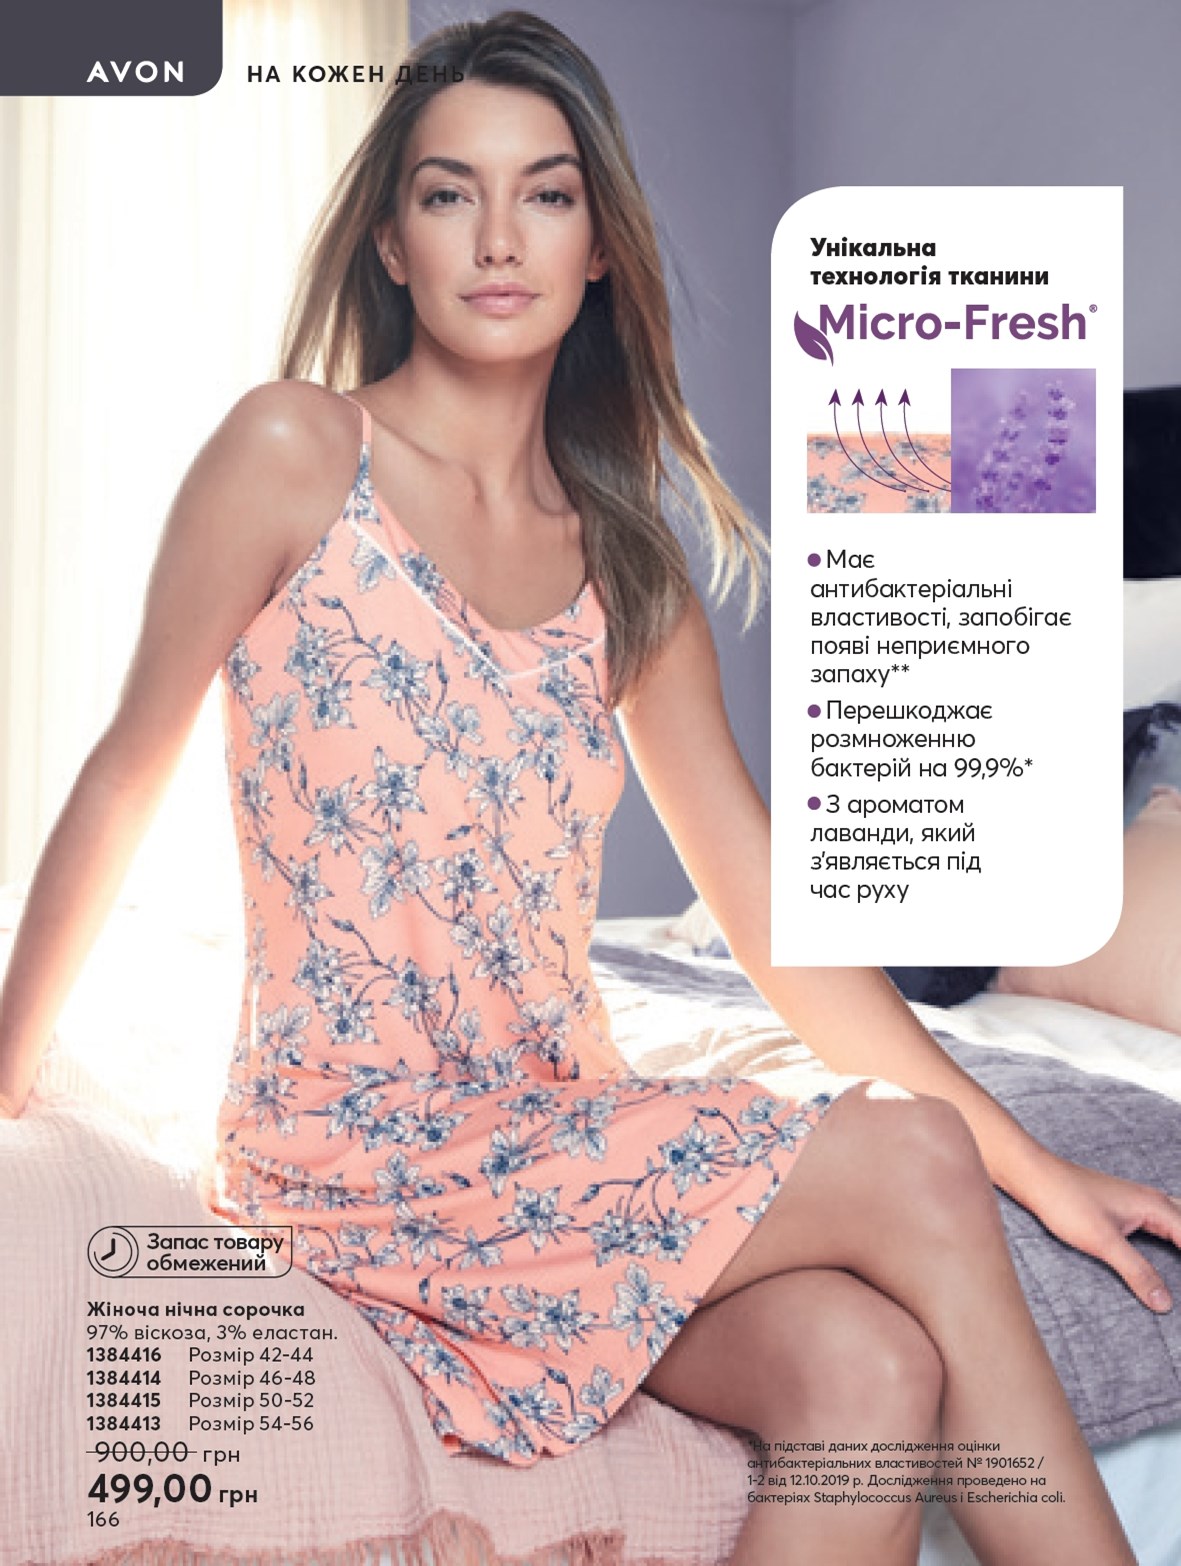 AVON
НА КОЖЕН ДЕНЬ
Унікальна
технологія тканини
Micro-Fresh®
● Має
антибактеріальні
властивості, запобігає
появі неприємного
запаху**
● Перешкоджає
розмноженню
бактерій на 99,9%*
● З ароматом
лаванди, який
з'являється під
час руху
Запас товару
обмежений
Жіноча нічна сорочка
97% віскоза, 3% еластан.
1384416 Розмір 42-44
1384414 Розмір 46-48
1384415 Розмір 50-52
1384413 Розмір 54-56
900,00 грн
499,00 грн
166
*На підставі даних дослідження оцінки
антибактеріальних властивостей № 1901652 /
1-2 від 12.10.2019 р. Дослідження проведено на
бактеріях Staphylococcus Aureus і Escherichia coli.